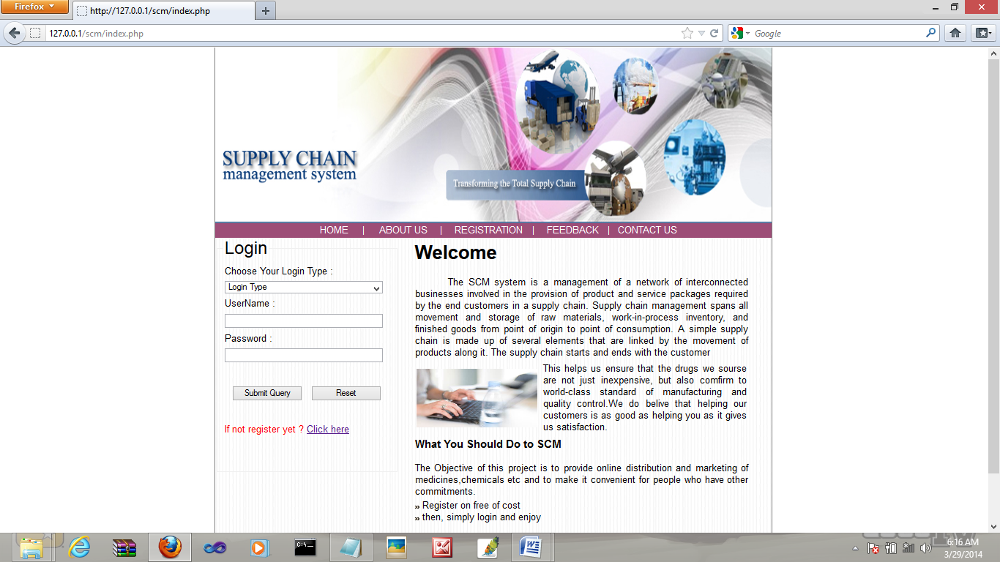 Firefox
http://127.0.0.1/scm/index.php
127.0.0.1/scm/index.php
Google
SUPPLY CHAIN
management system
Transforming the Total Supply Chain
HOME | ABOUT US | REGISTRATION | FEEDBACK | CONTACT US
Login
Choose Your Login Type :
Login Type
UserName :
Password :
Submit Query Reset
If not register yet ? Click here
Welcome
The SCM system is a management of a network of interconnected
businesses involved in the provision of product and service packages required
by the end customers in a supply chain. Supply chain management spans all
movement and storage of raw materials, work-in-process inventory, and
finished goods from point of origin to point of consumption. A simple supply
chain is made up of several elements that are linked by the movement of
products along it. The supply chain starts and ends with the customer
This helps us ensure that the drugs we sourse
are not just inexpensive, but also comfirm to
world-class standard of manufacturing and
quality control.We do belive that helping our
customers is as good as helping you as it gives
us satisfaction.
What You Should Do to SCM
The Objective of this project is to provide online distribution and marketing of
medicines,chemicals etc and to make it convenient for people who have other
commitments.
» Register on free of cost
» then, simply login and enjoy
6:16 AM
3/29/2014